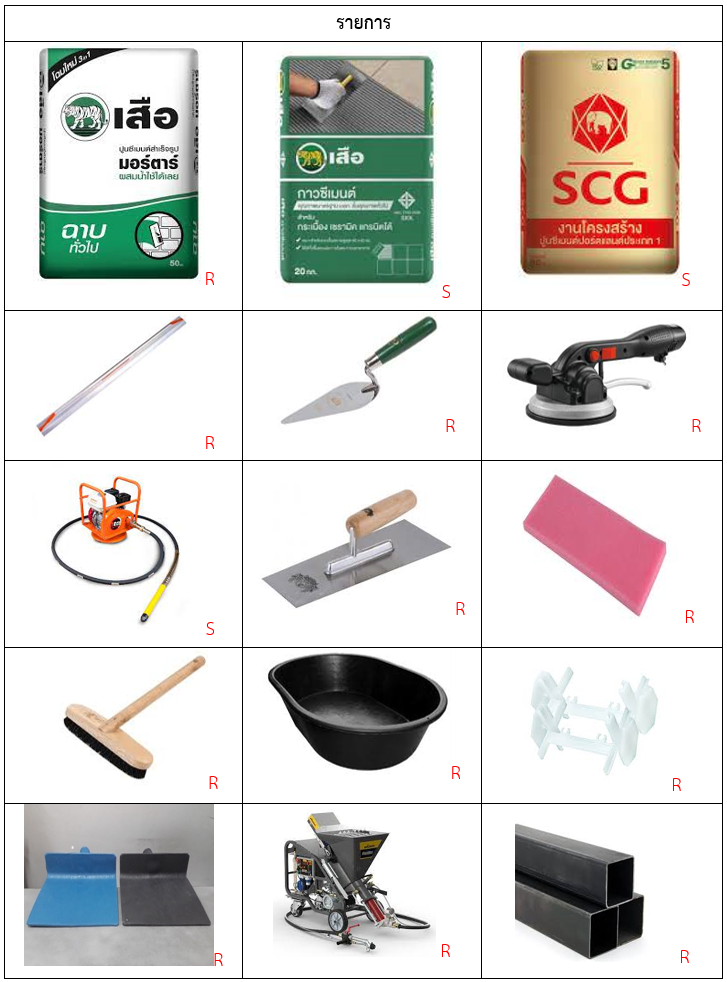 รายการ
โฉมใหม่ 3in1
เสือ
ปูนซีเมนต์สำเร็จรูป
มอร์ตาร์
ผสมน้ำใช้ได้เลย
ฉาบ
ทั่วไป
50
R
เสือ
กาวซีเมนต์
สำหรับ
กระเบื้อง เซรามิค แกรนิตโต้
20 กก.
S
5
SCG
งานโครงสร้าง
ปูนซีเมนต์ปอร์ตแลนด์ประเภท 1
S
R
R
R
S
R
R
R
R
R
R
R
R